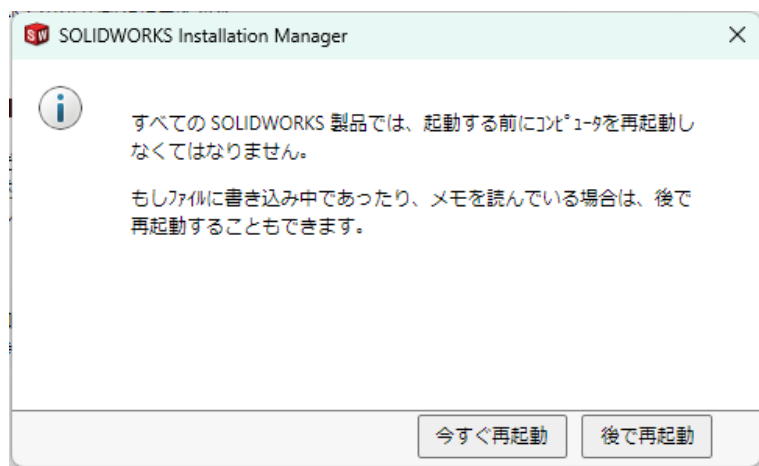 SOLIDWORKS Installation Manager
すべての SOLIDWORKS 製品では、起動する前にｺﾝﾋﾟｭｰﾀを再起動し
なくてはなりません。
もしﾌｧｲﾙに書き込み中であったり、メモを読んでいる場合は、後で
再起動することもできます。
今すぐ再起動
後で再起動